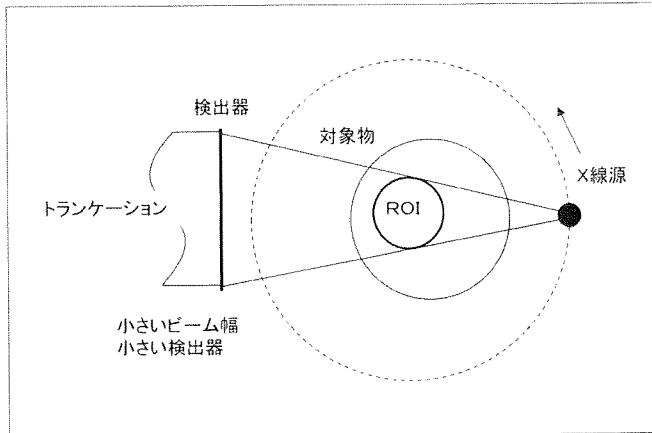 検出器
対象物
X線源
トランケーション
ROI
小さいビーム幅
小さい検出器